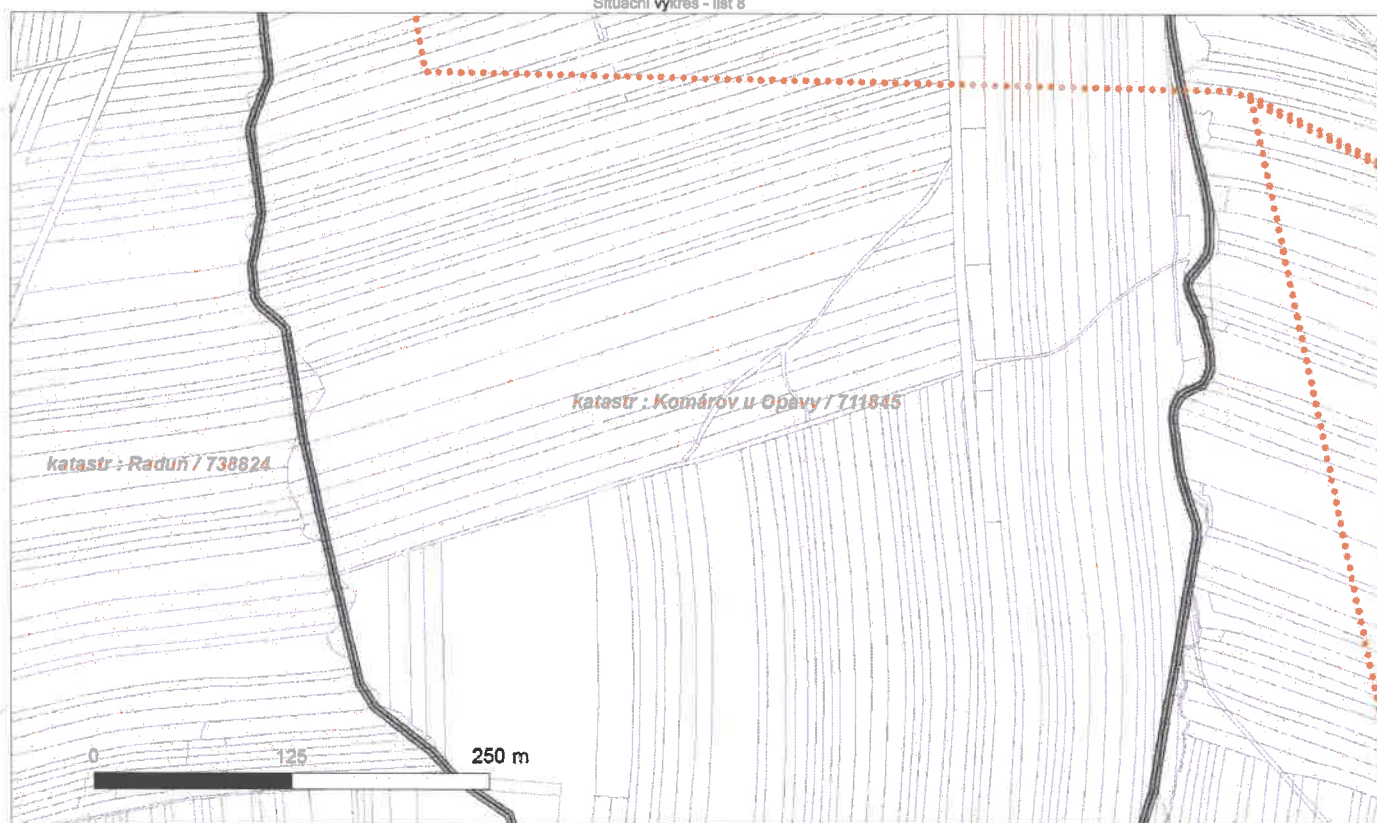 Situační výkres - list 8
katastr : Komárov u Opavy / 711845
katastr : Raduň / 738824
0 125 250 m